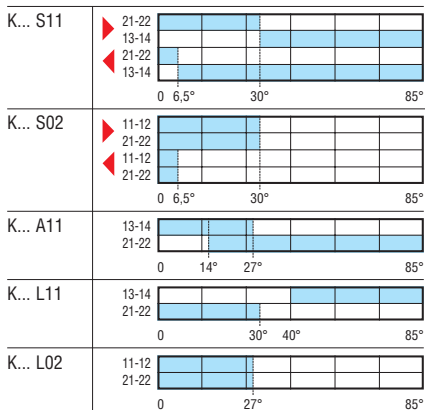 K... S11
21-22
13-14
21-22
13-14
0 6,5° 30° 85°
K... S02
11-12
21-22
11-12
21-22
0 6,5° 30° 85°
K... A11
13-14
21-22
0 14° 27° 85°
K... L11
13-14
21-22
0 30° 40° 85°
K... L02
11-12
21-22
0 27° 85°